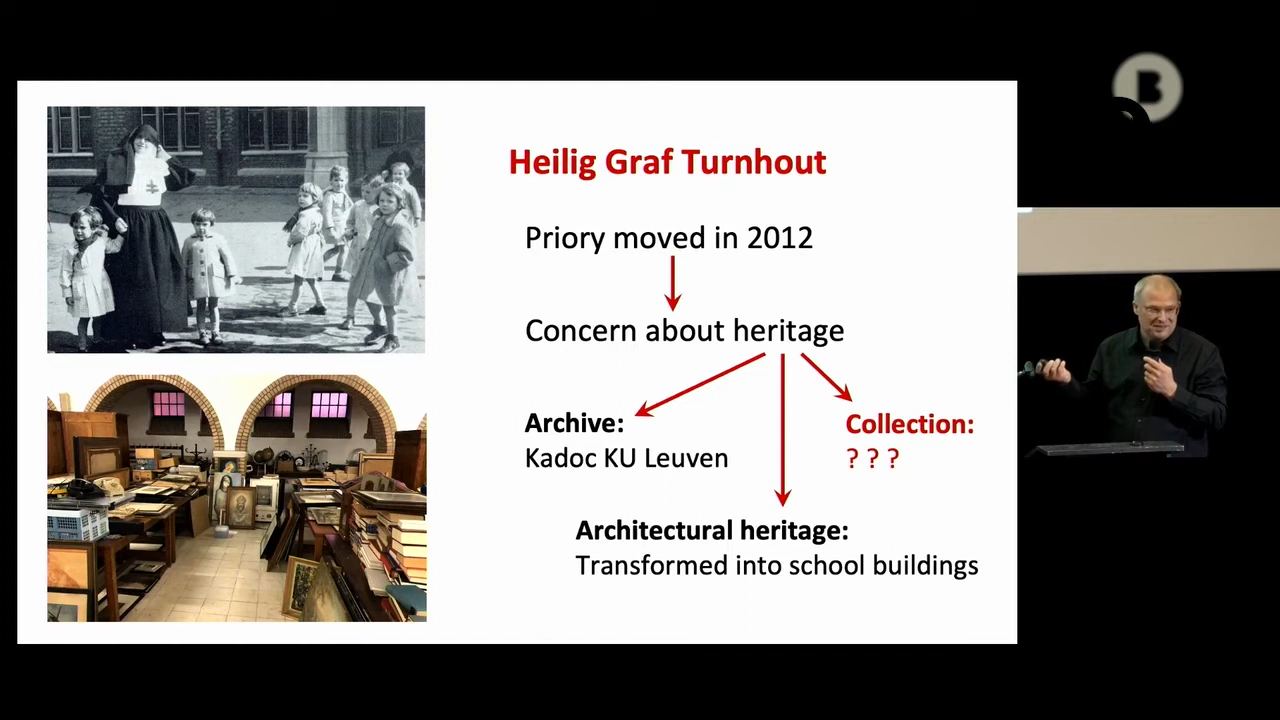 B
Heilig Graf Turnhout
Priory moved in 2012
Concern about heritage
Archive:
Kadoc KU Leuven
Collection:
? ? ?
Architectural heritage:
Transformed into school buildings